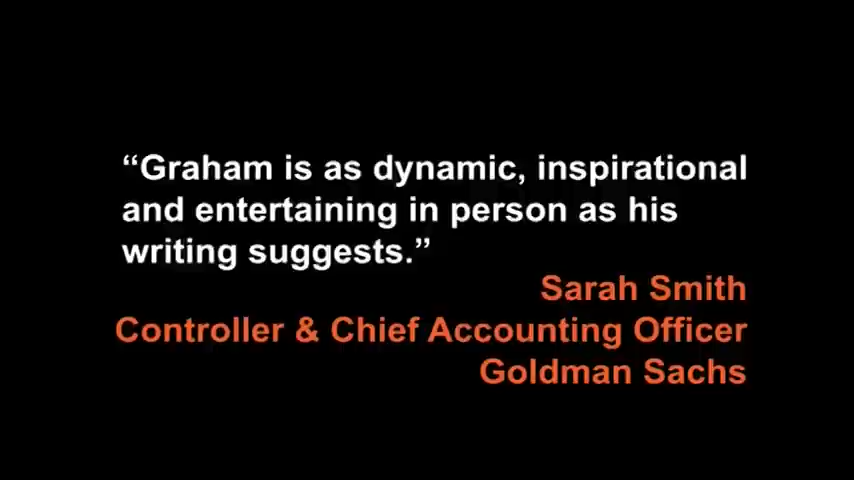 “Graham is as dynamic, inspirational
and entertaining in person as his
writing suggests.”
Sarah Smith
Controller & Chief Accounting Officer
Goldman Sachs